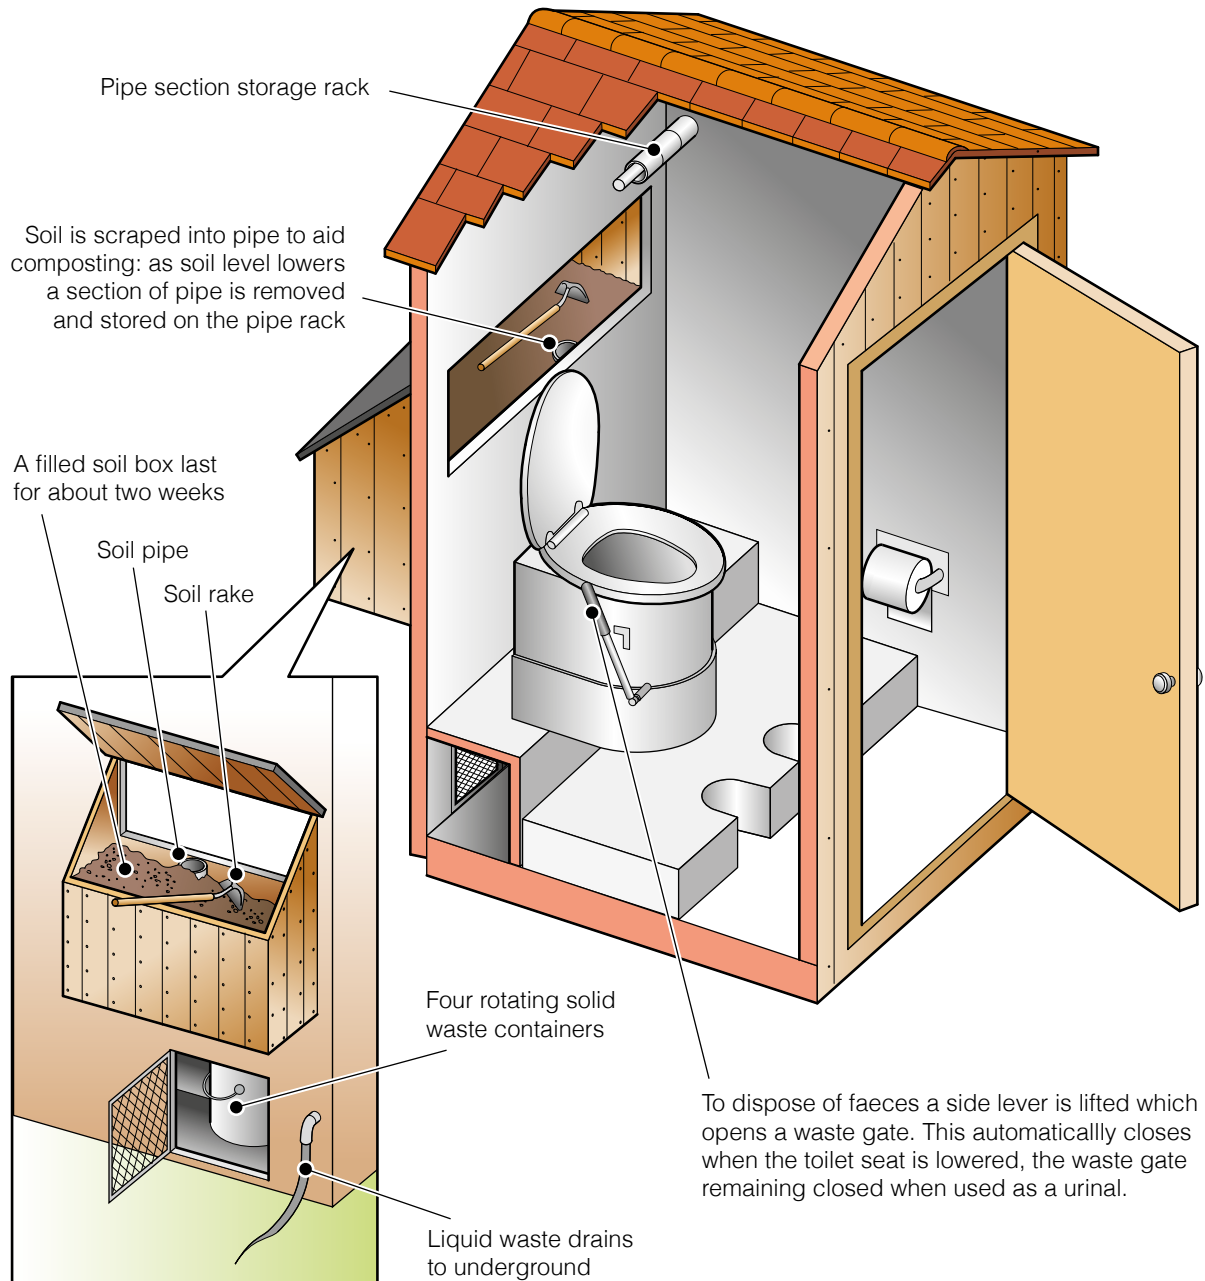 Pipe section storage rack
Soil is scraped into pipe to aid
composting: as soil level lowers
a section of pipe is removed
and stored on the pipe rack
A filled soil box last
for about two weeks
Soil pipe
Soil rake
Four rotating solid
waste containers
To dispose of faeces a side lever is lifted which
opens a waste gate. This automaticallly closes
when the toilet seat is lowered, the waste gate
remaining closed when used as a urinal.
Liquid waste drains
to underground